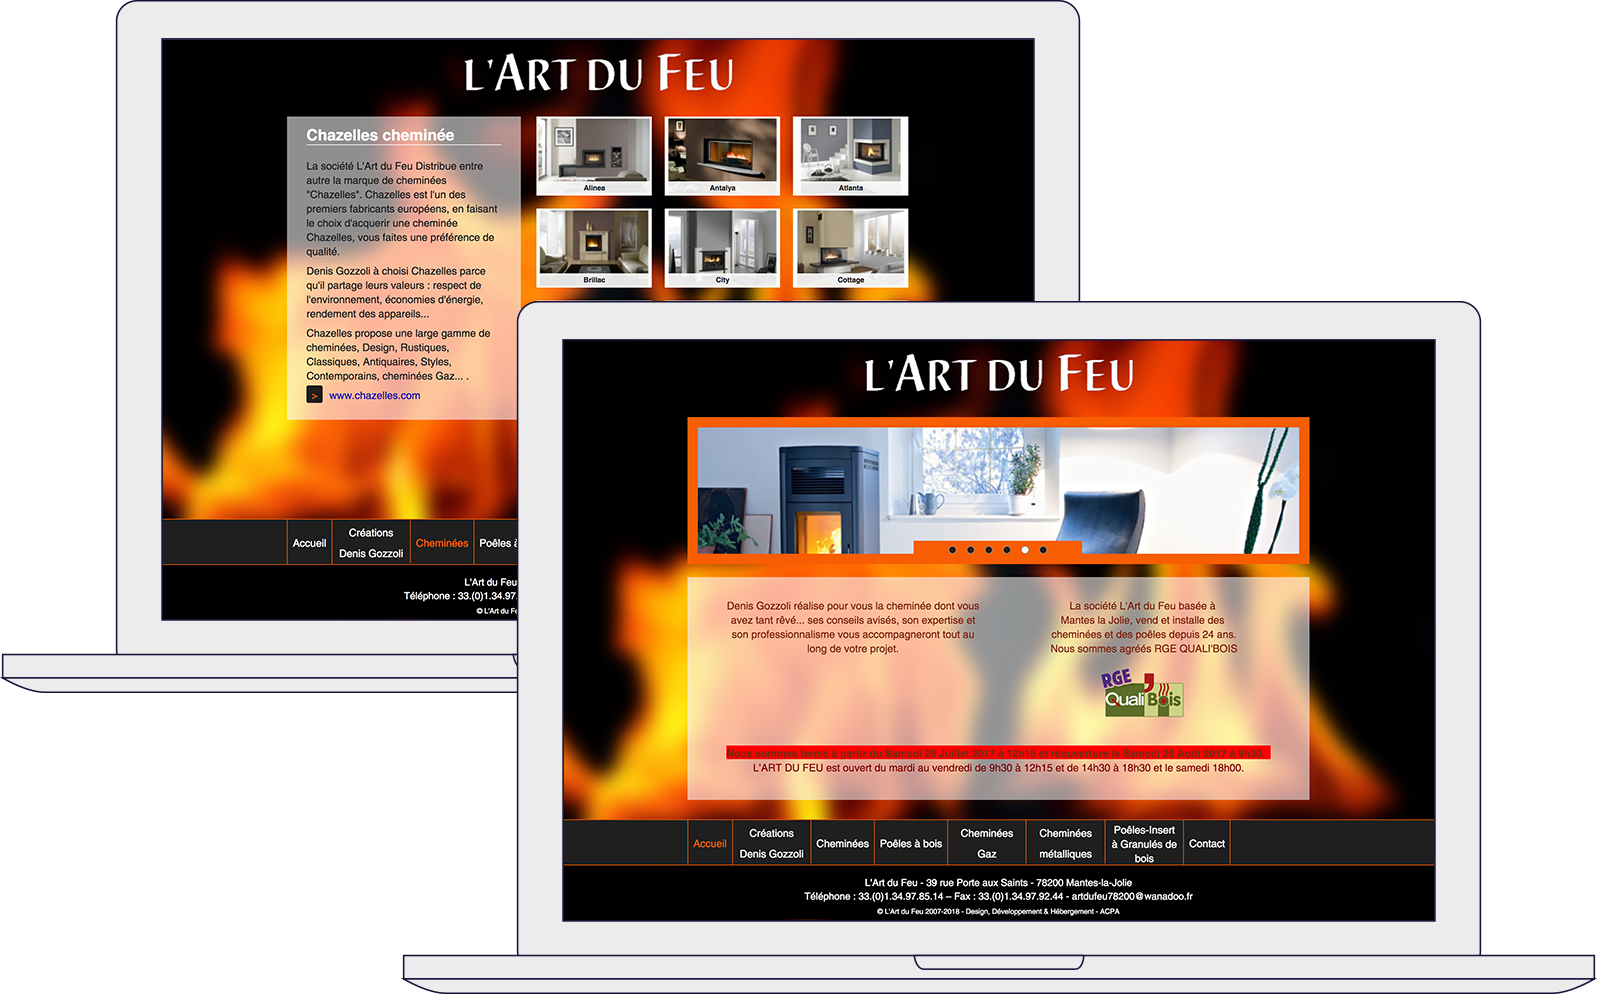 L'ART DU FEU
Chazelles cheminée
La société L'Art du Feu Distribue entre
autre la marque de cheminées
"Chazelles". Chazelles est l'un des
premiers fabricants européens, en faisant
le choix d'acquerir une cheminée
Chazelles, vous faites une préférence de
qualité.
Denis Gozzoli à choisi Chazelles parce
qu'il partage leurs valeurs : respect de
l'environnement, économies d'énergie,
rendement des appareils...
Chazelles propose une large gamme de
cheminées, Design, Rustiques,
Classiques, Antiquaires, Styles,
Contemporains, cheminées Gaz... .
> www.chazelles.com
Alinea
Antalya
Atlanta
Brillac
City
Cottage
Accueil
Créations
Denis Gozzoli
Cheminées
Poêles à
L'Art du Feu
Téléphone : 33.(0)1.34.97.
© L'Art du Fe
L'ART DU FEU
Denis Gozzoli réalise pour vous la cheminée dont vous
avez tant rêvé... ses conseils avisés, son expertise et
son professionnalisme vous accompagneront tout au
long de votre projet.
La société L'Art du Feu basée à
Mantes la Jolie, vend et installe des
cheminées et des poêles depuis 24 ans.
Nous sommes agréés RGE QUALI'BOIS
RGE
Quali'Bois
Nous sommes fermé à partir du Samedi 29 Juillet 2017 à 12h15 et réouverture le Samedi 26 Août 2017 à 9h30.
L'ART DU FEU est ouvert du mardi au vendredi de 9h30 à 12h15 et de 14h30 à 18h30 et le samedi 18h00.
Accueil
Créations
Denis Gozzoli
Cheminées
Poêles à bois
Cheminées
Gaz
Cheminées
métalliques
Poêles-Insert
à Granulés de
bois
Contact
L'Art du Feu - 39 rue Porte aux Saints - 78200 Mantes-la-Jolie
Téléphone : 33.(0)1.34.97.85.14 – Fax : 33.(0)1.34.97.92.44 - artdufeu78200@wanadoo.fr
© L'Art du Feu 2007-2018 - Design, Développement & Hébergement - ACPA